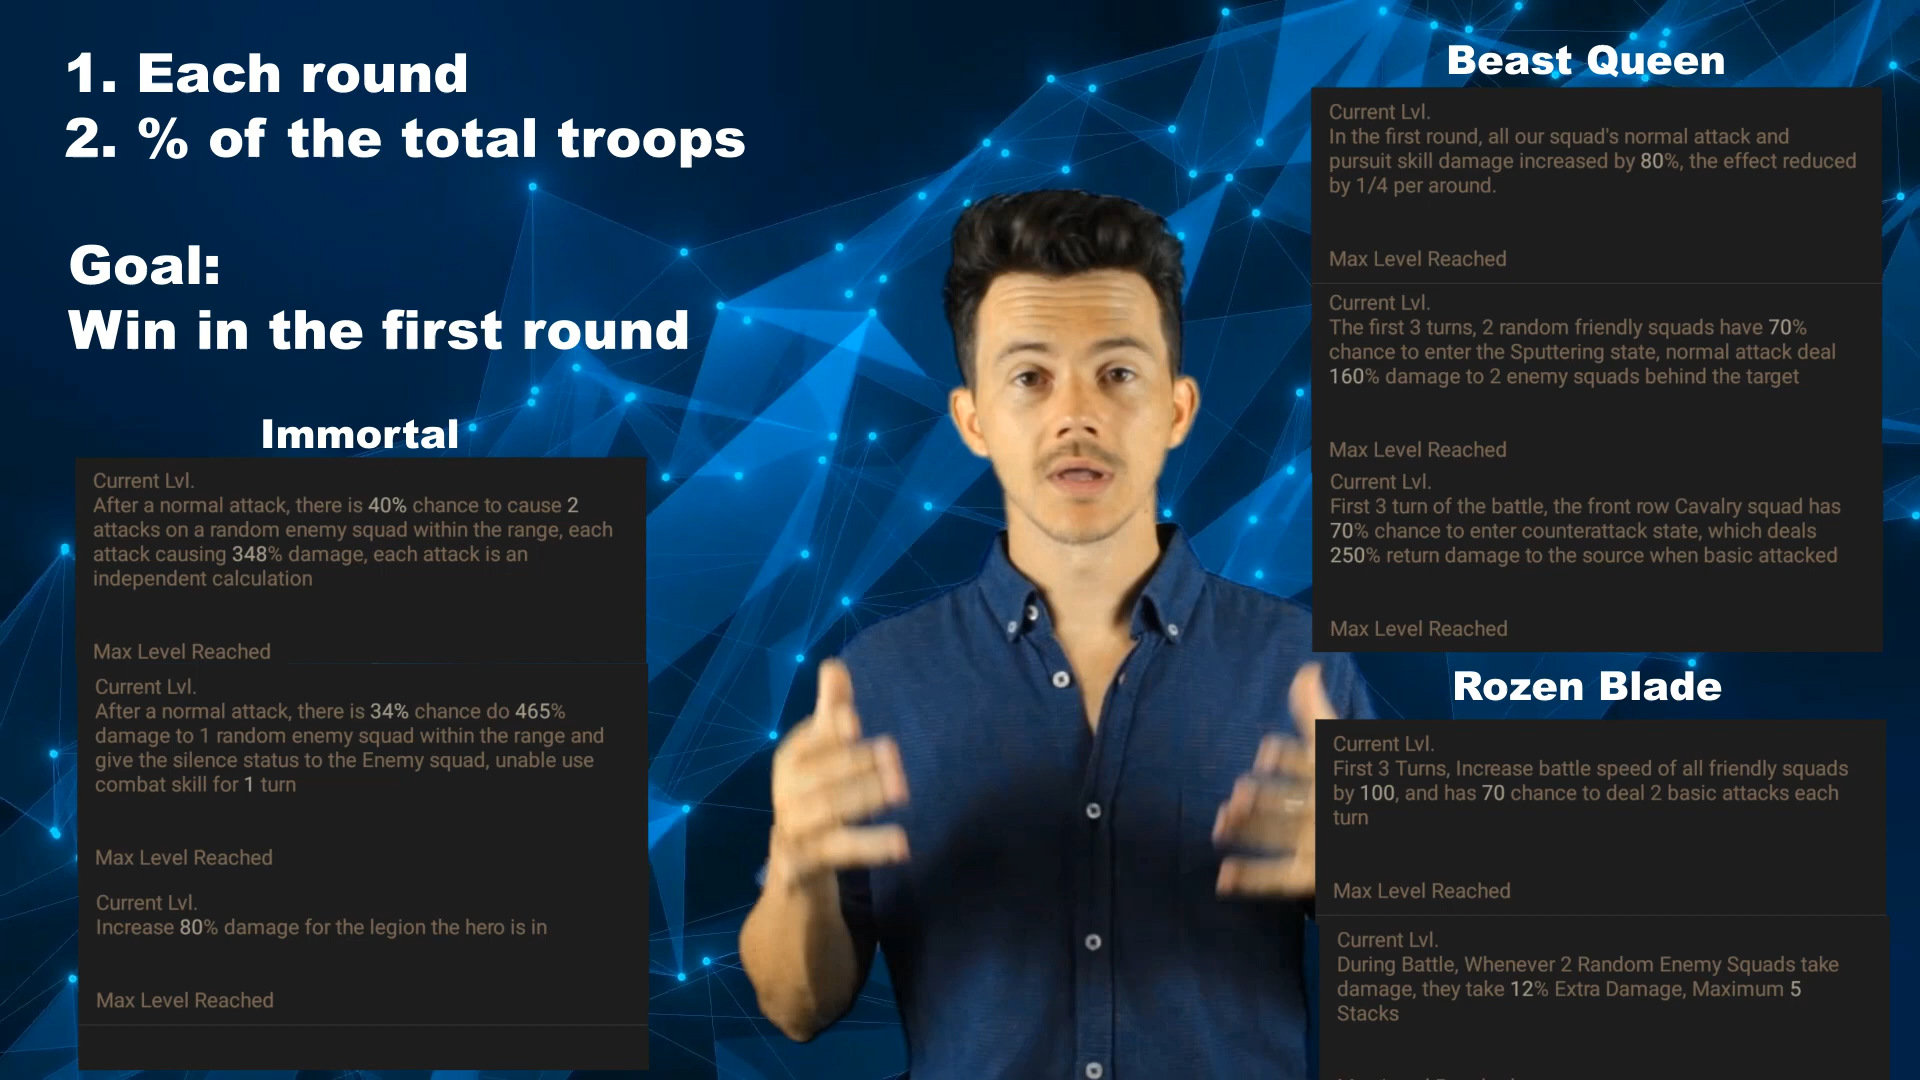 1. Each round
2. % of the total troops
Goal:
Win in the first round
Immortal
Current Lvl.
After a normal attack, there is 40% chance to cause 2
attacks on a random enemy squad within the range, each
attack causing 348% damage, each attack is an
independent calculation
Max Level Reached
Current Lvl.
After a normal attack, there is 34% chance do 465%
damage to 1 random enemy squad within the range and
give the silence status to the Enemy squad, unable use
combat skill for 1 turn
Max Level Reached
Current Lvl.
Increase 80% damage for the legion the hero is in
Max Level Reached
Beast Queen
Current Lvl.
In the first round, all our squad's normal attack and
pursuit skill damage increased by 80%, the effect reduced
by 1/4 per around.
Max Level Reached
Current Lvl.
The first 3 turns, 2 random friendly squads have 70%
chance to enter the Sputtering state, normal attack deal
160% damage to 2 enemy squads behind the target
Max Level Reached
Current Lvl.
First 3 turn of the battle, the front row Cavalry squad has
70% chance to enter counterattack state, which deals
250% return damage to the source when basic attacked
Max Level Reached
Rozen Blade
Current Lvl.
First 3 Turns, Increase battle speed of all friendly squads
by 100, and has 70 chance to deal 2 basic attacks each
turn
Max Level Reached
Current Lvl.
During Battle, Whenever 2 Random Enemy Squads take
damage, they take 12% Extra Damage, Maximum 5
Stacks